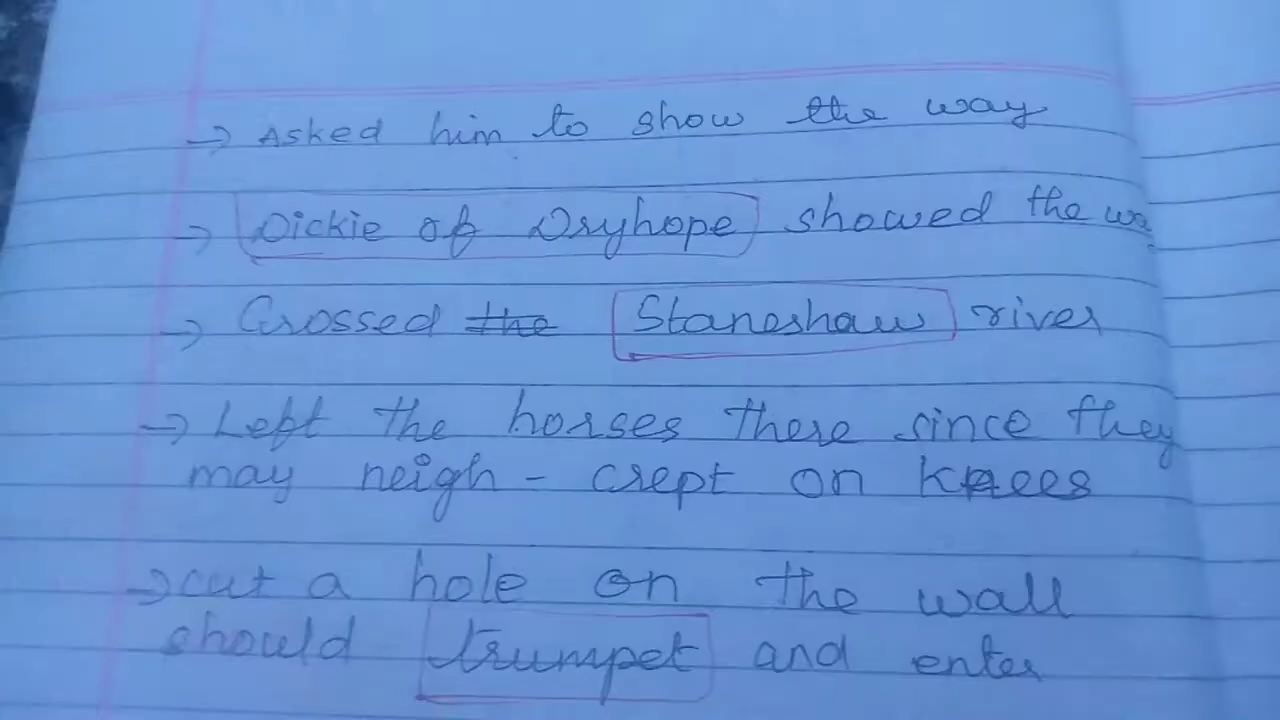 → Asked him to show the way
→ Dickie of Dryhope showed the wa
→ Crossed the Staneshaw river
→ Left the horses there since they
may neigh - crept on knees
→ cut a hole on the wall
should trumpet and enter